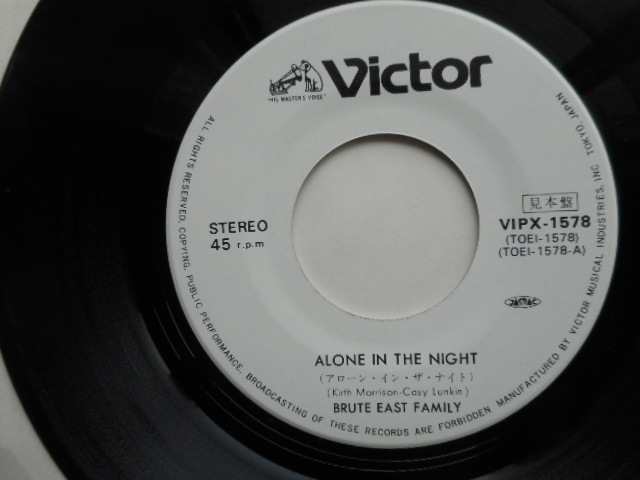 Victor
"HIS MASTER'S VOICE"
見本盤
STEREO
45 r.p.m
VIPX-1578
(TOEI-1578)
(TOEI-1578-A)
JASRAC
ALONE IN THE NIGHT
(アローン・イン・ザ・ナイト)
(Kirth Morrison-Casy Lunkin)
BRUTE EAST FAMILY
ALL RIGHTS RESERVED, COPYING, PUBLIC PERFORMANCE, BROADCASTING OF THESE RECORDS ARE FORBIDDEN MANUFACTURED BY VICTOR MUSICAL INDUSTRIES, INC. TOKYO, JAPAN